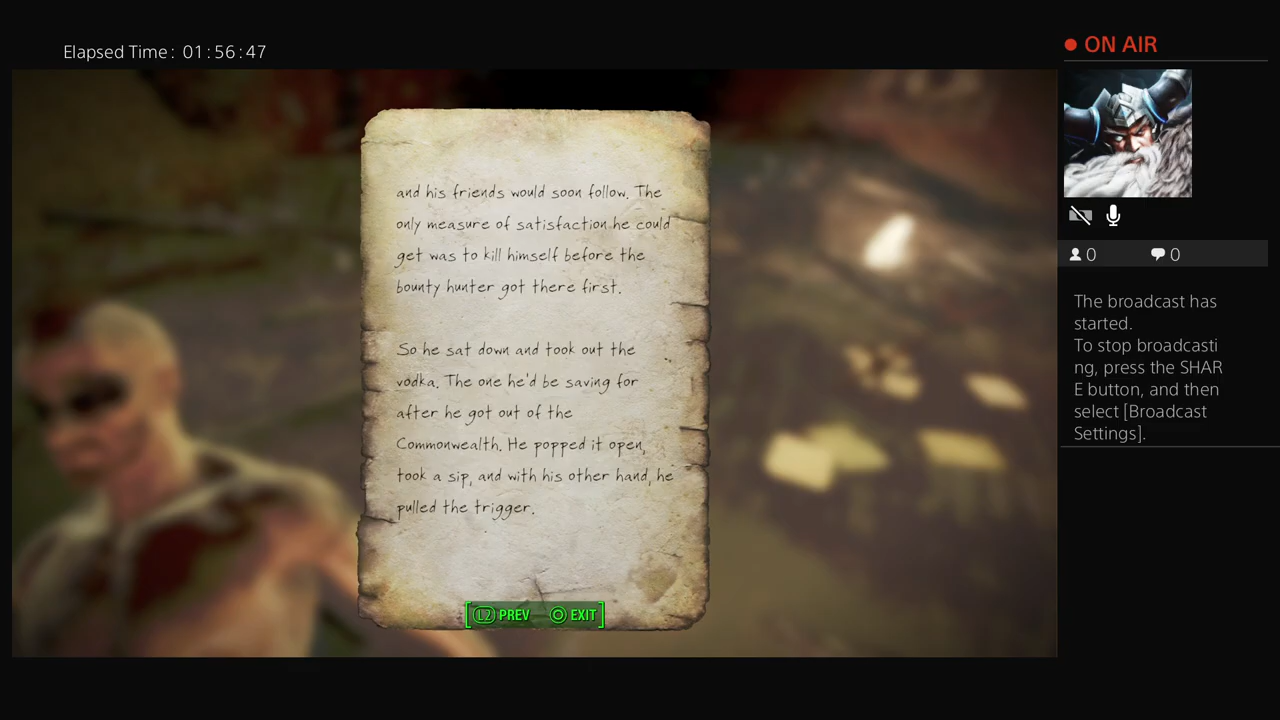 Elapsed Time: 01:56:47
ON AIR
and his friends would soon follow. The
only measure of satisfaction he could
get was to kill himself before the
bounty hunter got there first.
So he sat down and took out the
vodka. The one he'd be saving for
after he got out of the
Commonwealth. He popped it open,
took a sip, and with his other hand, he
pulled the trigger.
L2 PREV EXIT
0 0
The broadcast has
started.
To stop broadcasti
ng, press the SHAR
E button, and then
select [Broadcast
Settings].